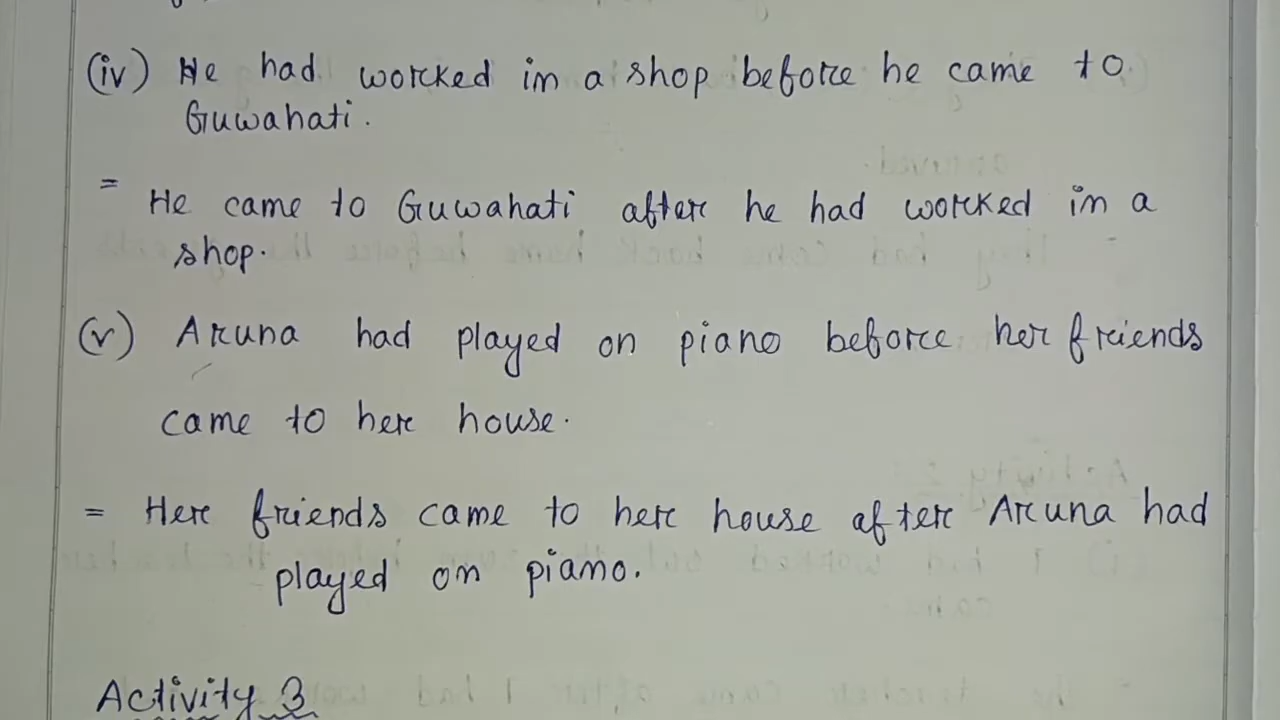 (iv) He had worked in a shop before he came to
Guwahati.
= He came to Guwahati after he had worked in a
shop.
(v) Aruna had played on piano before her friends
came to her house.
= Her friends came to her house after Aruna had
played on piano.
Activity 3